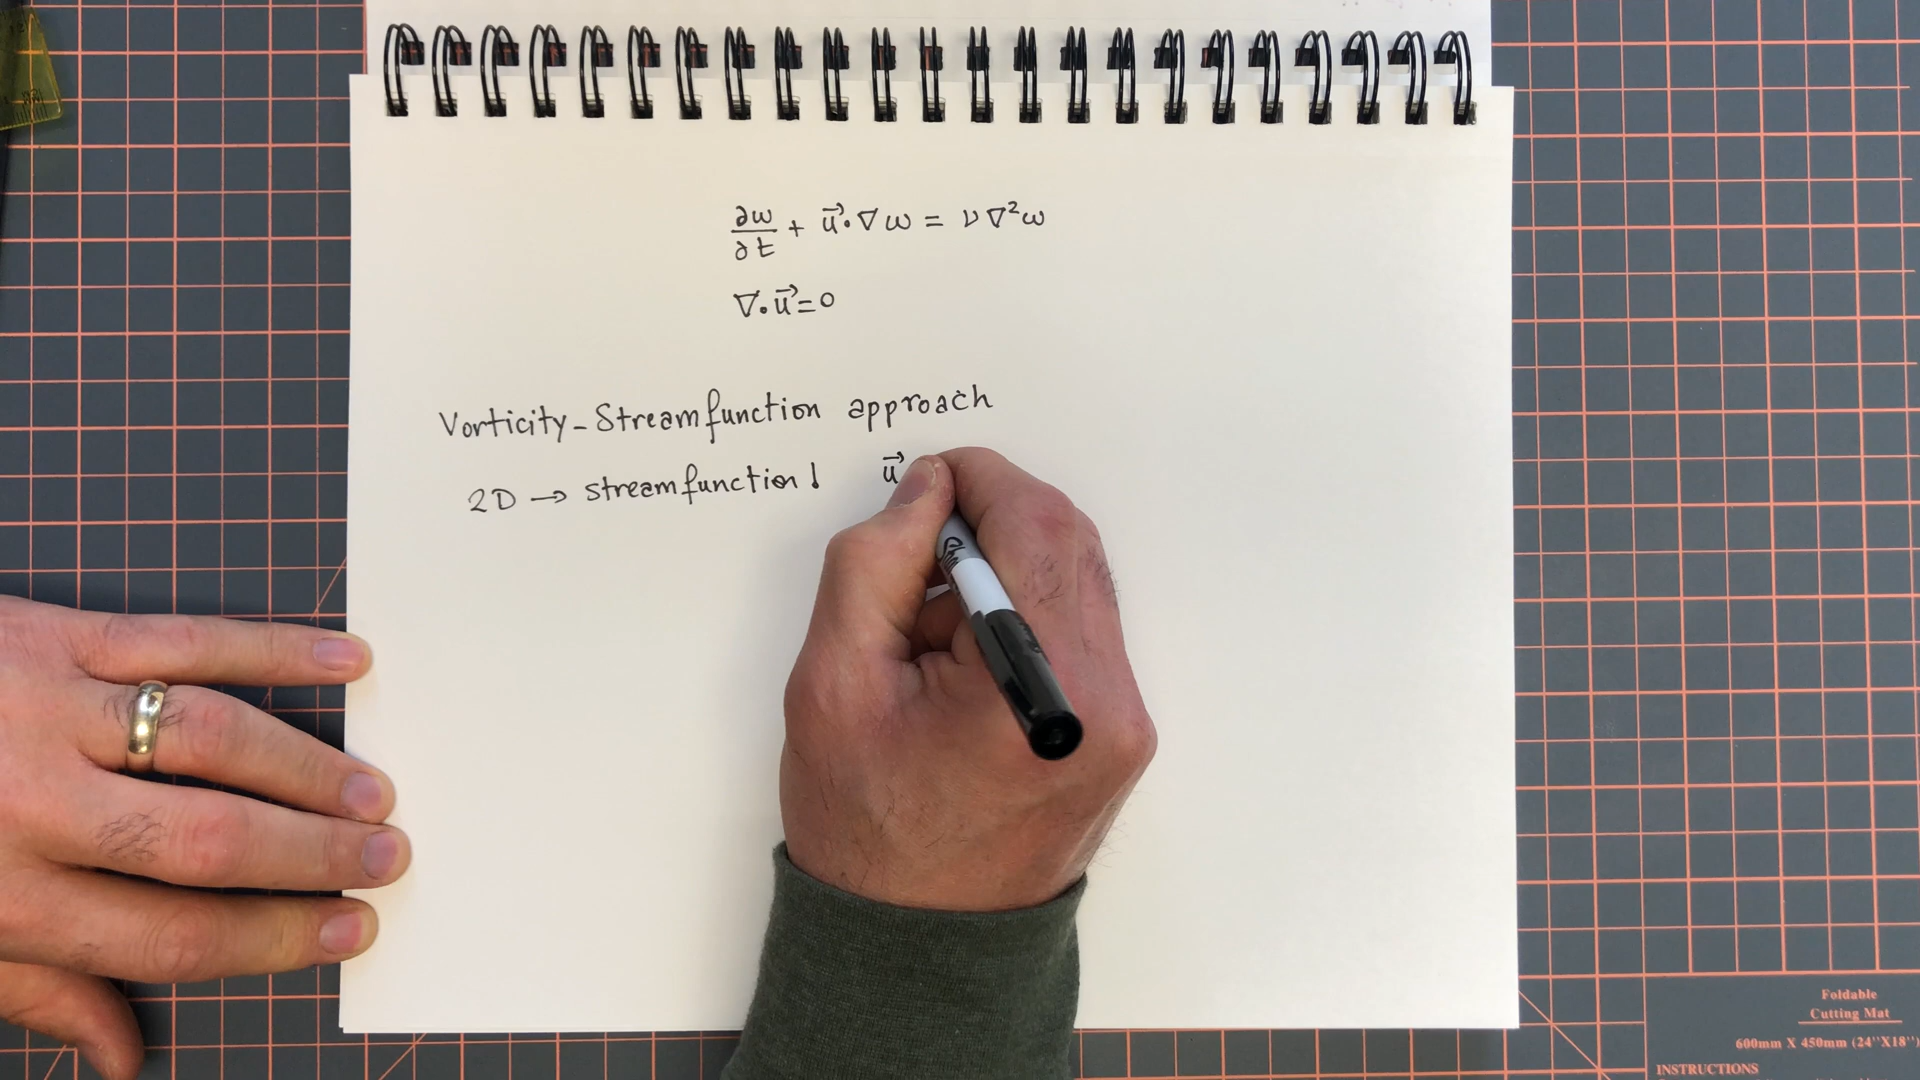 ∂ω/∂t + u⃗·∇ω = ν∇²ω
∇·u⃗=0
Vorticity-Streamfunction approach
2D → streamfunction! u⃗
Foldable
Cutting Mat
600mm X 450mm (24"X18")
INSTRUCTIONS